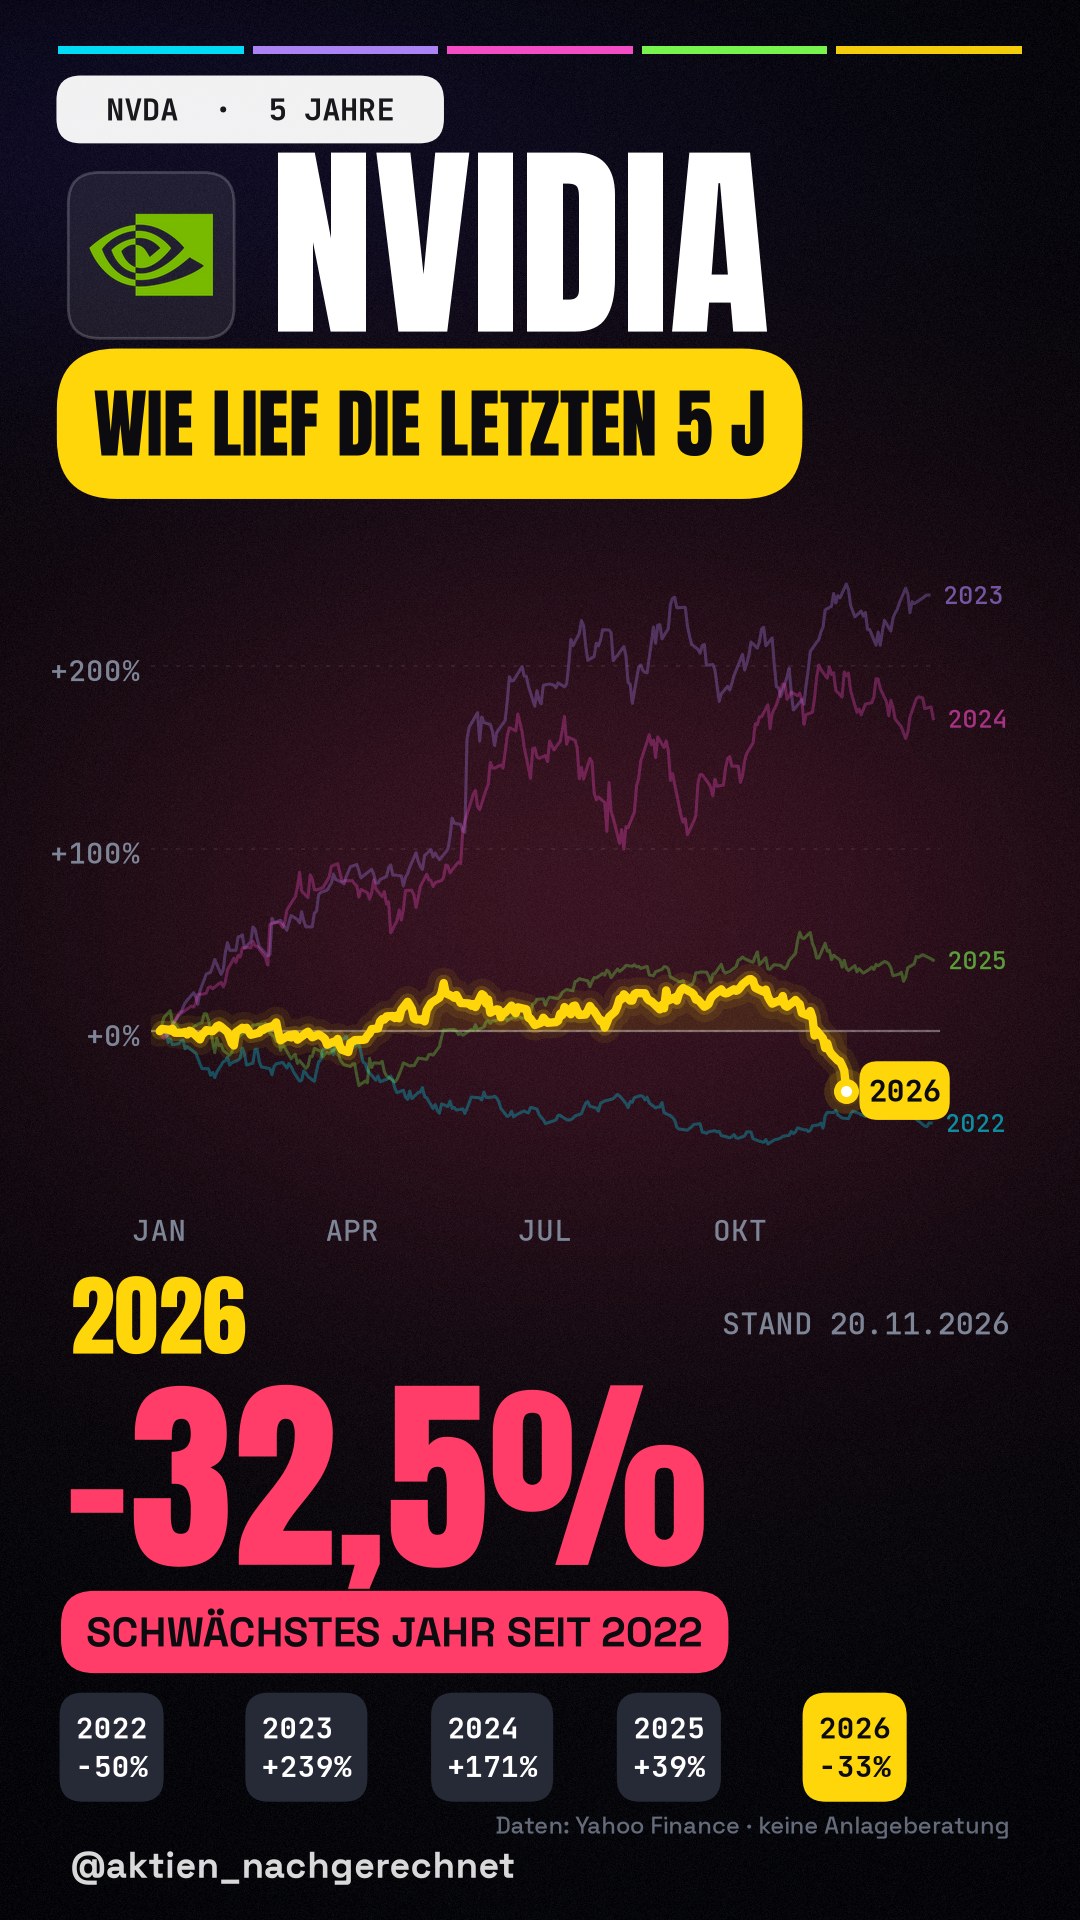 NVDA · 5 JAHRE
NVIDIA
WIE LIEF DIE LETZTEN 5 J
2023
+200%
2024
+100%
2025
+0%
2026
2022
JAN APR JUL OKT
2026
STAND 20.11.2026
-32,5%
SCHWÄCHSTES JAHR SEIT 2022
2022 2023 2024 2025 2026
-50% +239% +171% +39% -33%
Daten: Yahoo Finance · keine Anlageberatung
@aktien_nachgerechnet